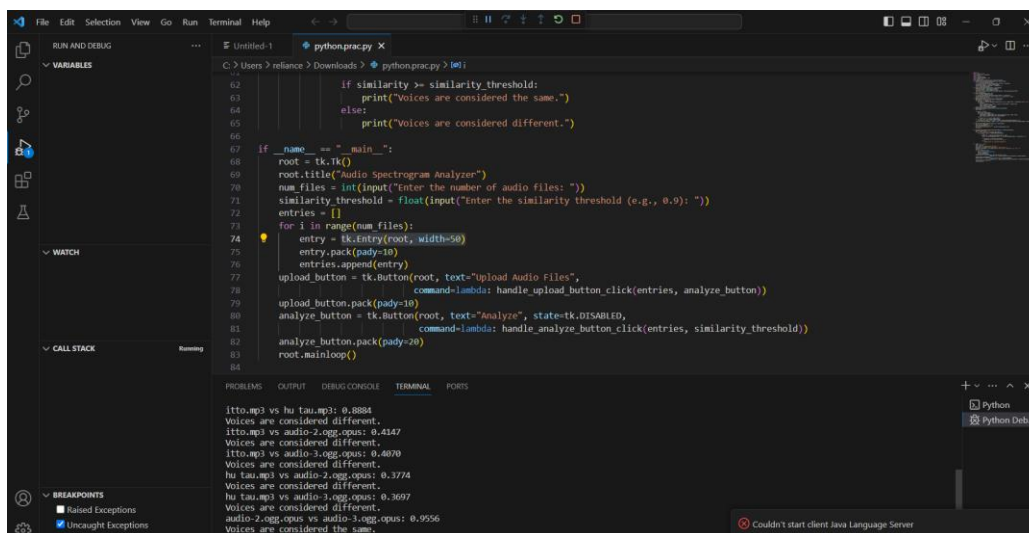 File Edit Selection View Go Run Terminal Help
RUN AND DEBUG
Untitled-1
python.prac.py
VARIABLES
C: > Users > reliance > Downloads > python.prac.py > i
62 if similarity >= similarity_threshold:
63 print("Voices are considered the same.")
64 else:
65 print("Voices are considered different.")
66
67 if __name__ == "__main__":
68 root = tk.Tk()
69 root.title("Audio Spectrogram Analyzer")
70 num_files = int(input("Enter the number of audio files: "))
71 similarity_threshold = float(input("Enter the similarity threshold (e.g., 0.9): "))
72 entries = []
73 for i in range(num_files):
74 entry = tk.Entry(root, width=50)
75 entry.pack(pady=10)
76 entries.append(entry)
77 upload_button = tk.Button(root, text="Upload Audio Files",
78 command=lambda: handle_upload_button_click(entries, analyze_button))
79 upload_button.pack(pady=10)
80 analyze_button = tk.Button(root, text="Analyze", state=tk.DISABLED,
81 command=lambda: handle_analyze_button_click(entries, similarity_threshold))
82 analyze_button.pack(pady=20)
83 root.mainloop()
84
WATCH
CALL STACK
Running
BREAKPOINTS
Raised Exceptions
Uncaught Exceptions
PROBLEMS OUTPUT DEBUG CONSOLE TERMINAL PORTS
itto.mp3 vs hu tau.mp3: 0.8884
Voices are considered different.
itto.mp3 vs audio-2.ogg.opus: 0.4147
Voices are considered different.
itto.mp3 vs audio-3.ogg.opus: 0.4070
Voices are considered different.
hu tau.mp3 vs audio-2.ogg.opus: 0.3774
Voices are considered different.
hu tau.mp3 vs audio-3.ogg.opus: 0.3697
Voices are considered different.
audio-2.ogg.opus vs audio-3.ogg.opus: 0.9556
Voices are considered the same.
Python
Python Deb
Couldn't start client Java Language Server